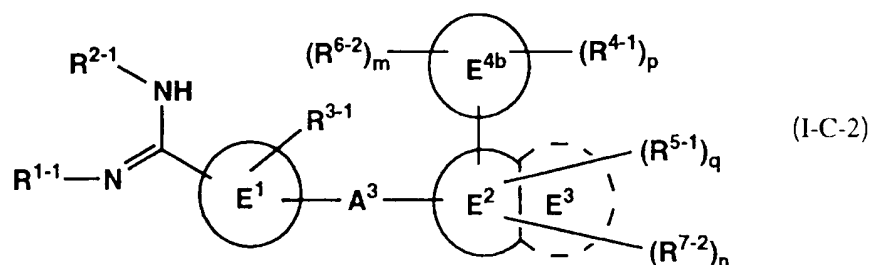 (R⁶⁻²)ₘ (R⁴⁻¹)ₚ
E⁴ᵇ
R²⁻¹
NH
R³⁻¹
(I-C-2)
(R⁵⁻¹)q
R¹⁻¹ N E¹ A³ E² E³
(R⁷⁻²)ₙ